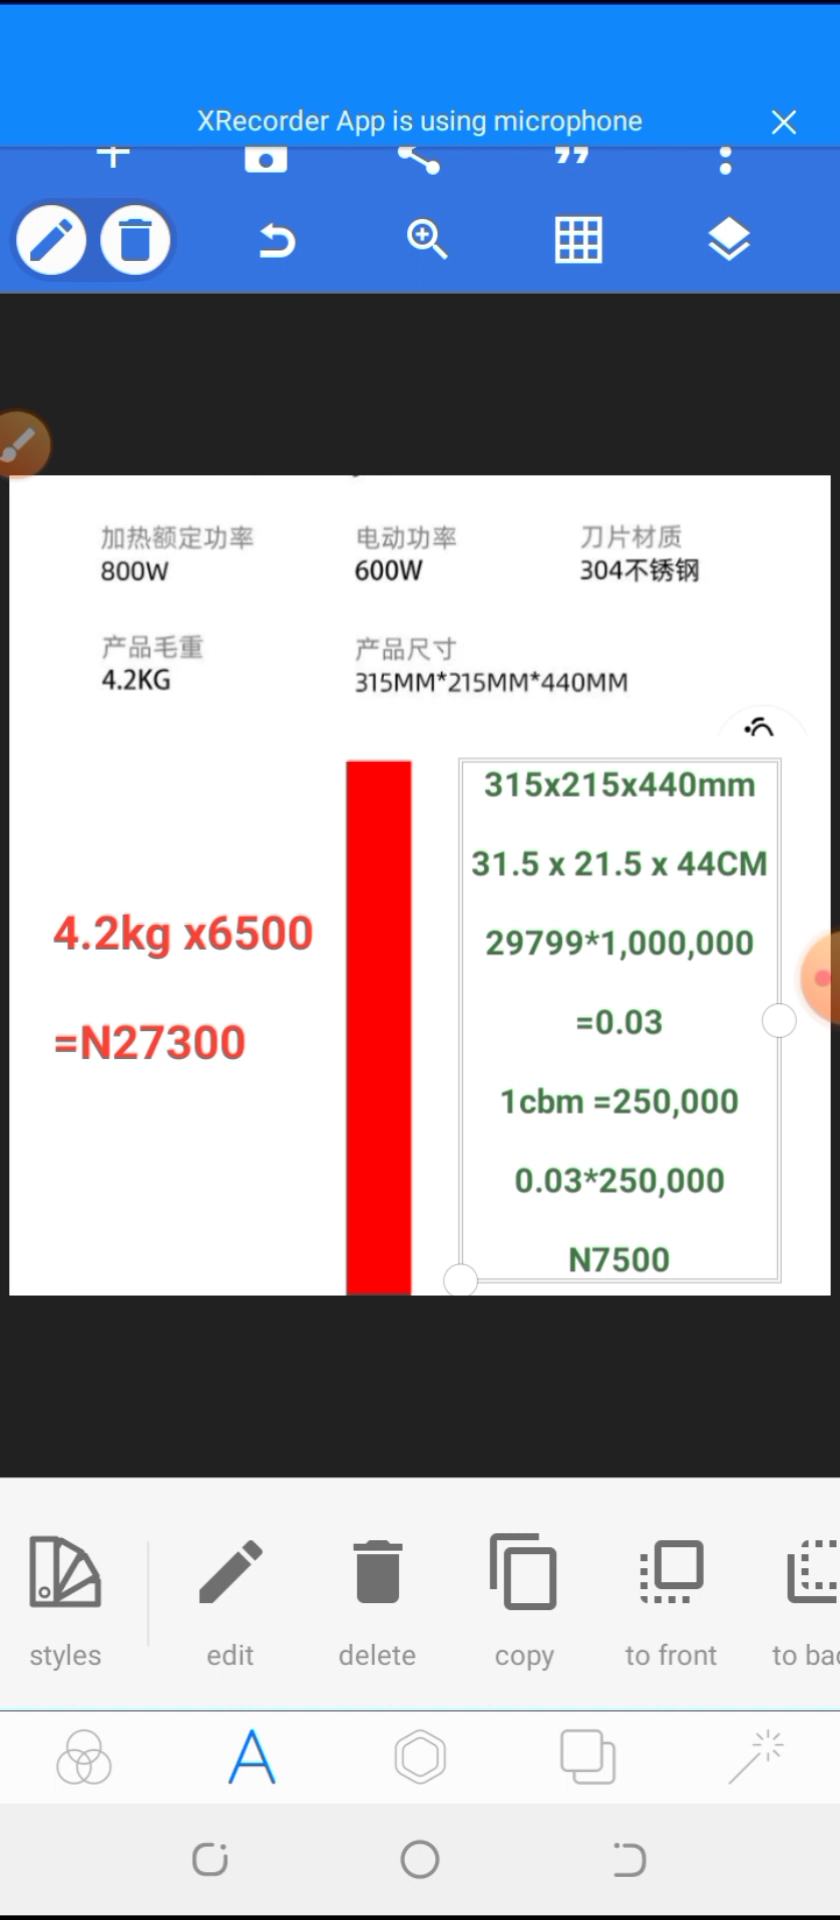 XRecorder App is using microphone
加热额定功率 电动功率 刀片材质
800W 600W 304不锈钢
产品毛重 产品尺寸
4.2KG 315MM*215MM*440MM
4.2kg x6500
=N27300
315x215x440mm
31.5 x 21.5 x 44CM
29799*1,000,000
=0.03
1cbm =250,000
0.03*250,000
N7500
styles edit delete copy to front to bac